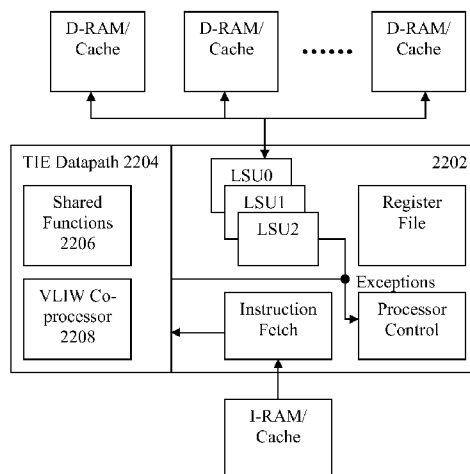 D-RAM/
Cache
D-RAM/
Cache
D-RAM/
Cache
TIE Datapath 2204
2202
LSU0
LSU1
LSU2
Shared
Functions
2206
Register
File
Exceptions
VLIW Co-
processor
2208
Instruction
Fetch
Processor
Control
I-RAM/
Cache